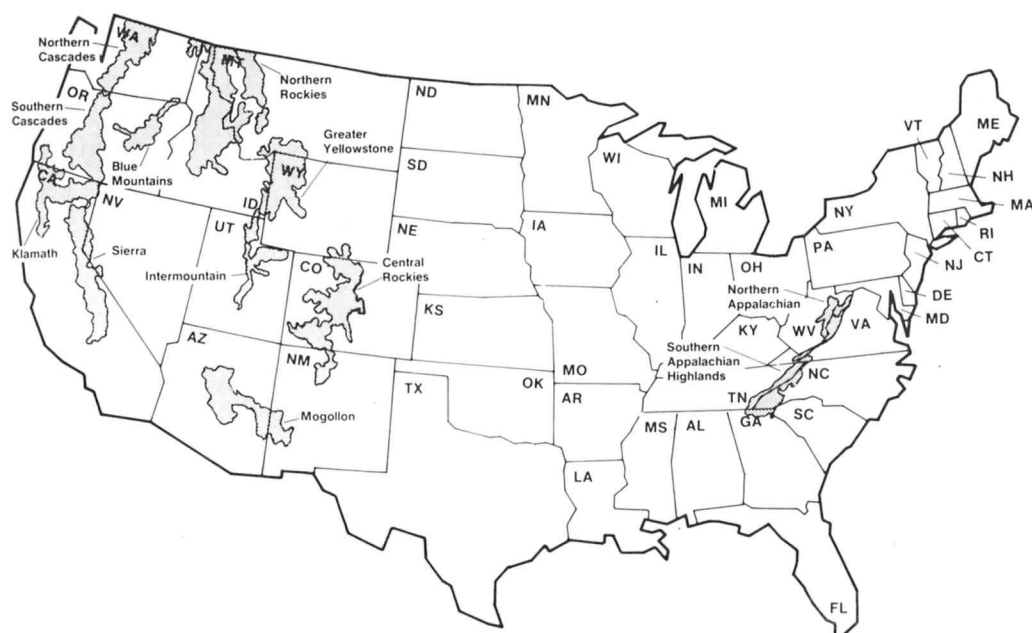 WA
Northern
Cascades
MT
Northern
Rockies
OR
Southern
Cascades
Blue
Mountains
ND
MN
VT
ME
Greater
Yellowstone
WY
SD
WI
MI
NH
MA
CA
NV
ID
UT
NE
IA
NY
RI
CT
Klamath
Sierra
Intermountain
CO
Central
Rockies
IL
IN
OH
PA
NJ
Northern
Appalachian
DE
MD
KS
KY
WV
VA
AZ
NM
MO
Southern
Appalachian
Highlands
NC
TX
OK
AR
TN
Mogollon
MS
AL
GA
SC
LA
FL